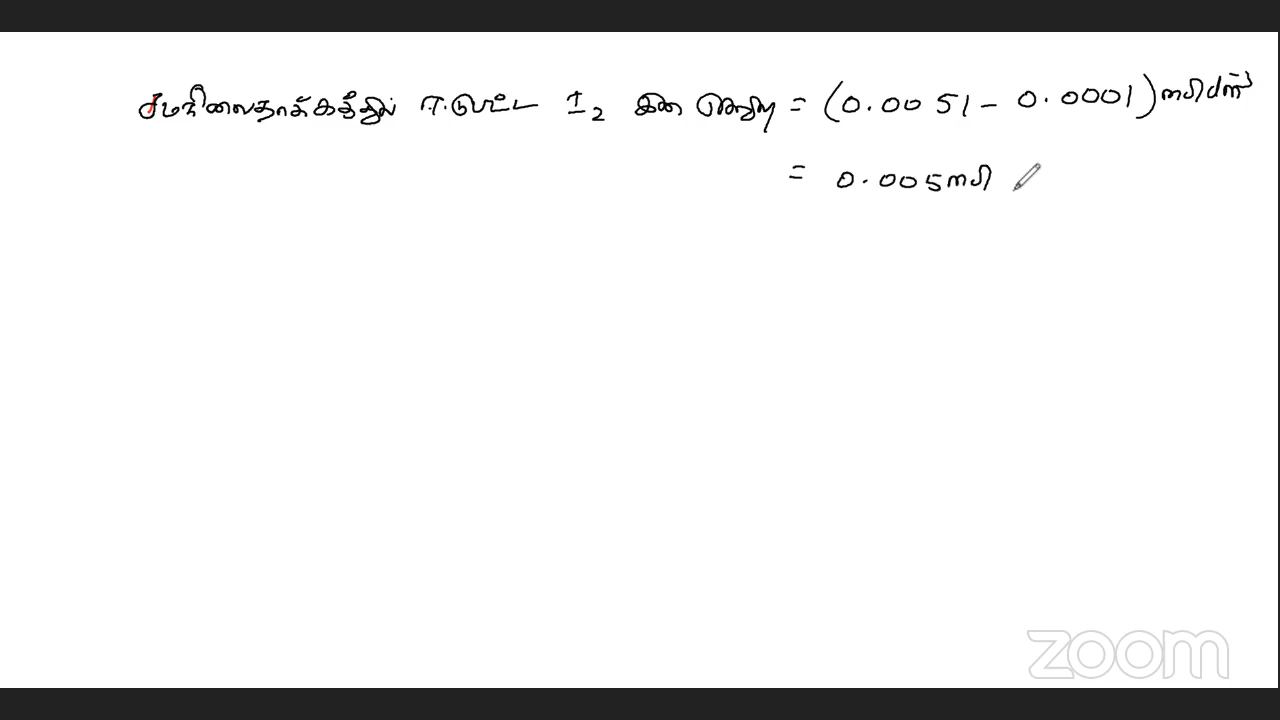 சமநிலைதாக்கத்தில் ஈடுபட்ட I₂ இன அளவு = (0.0051 - 0.0001)
= 0.005
zoom